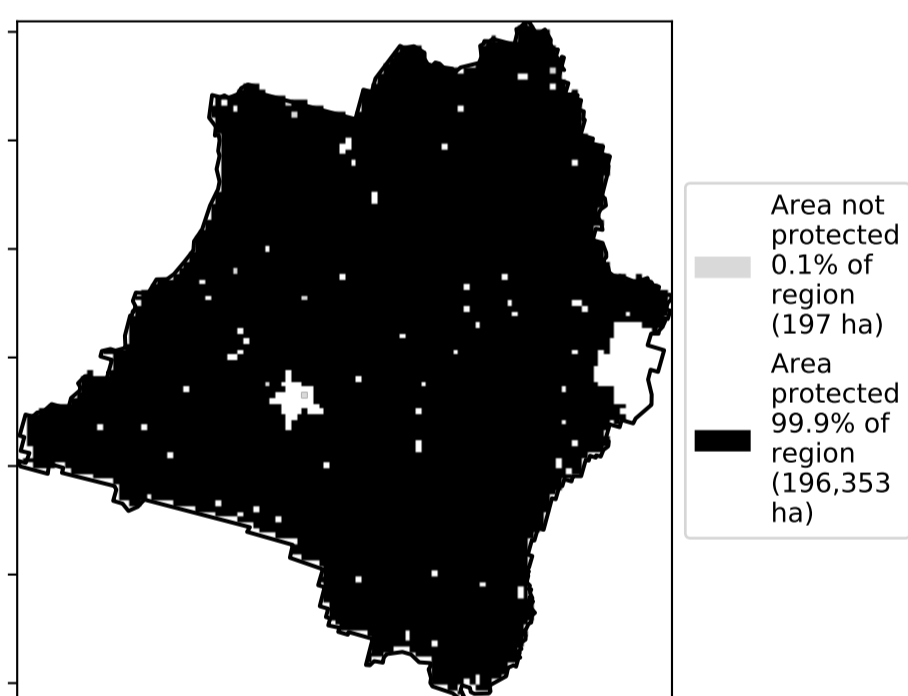 Area not
protected
0.1% of
region
(197 ha)
Area
protected
99.9% of
region
(196,353
ha)